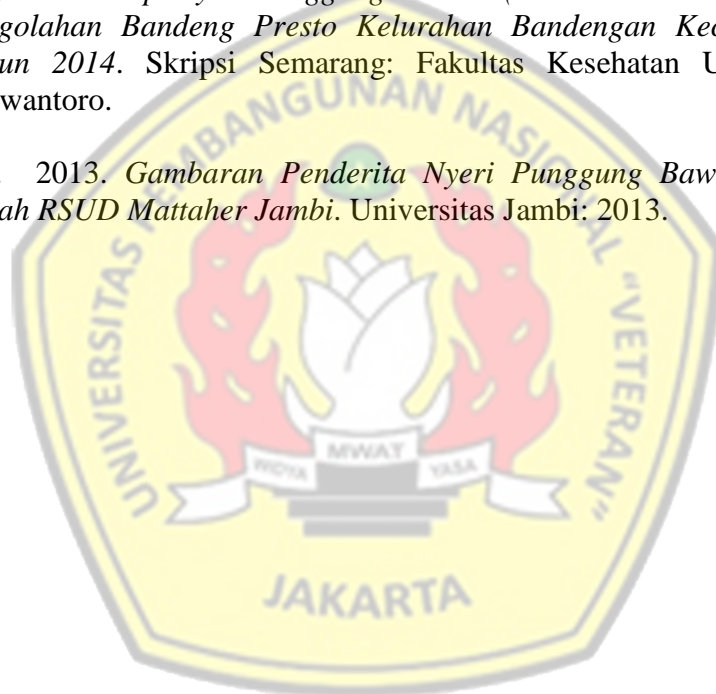 golahan Bandeng Presto Kelurahan Bandengan Kec
un 2014. Skripsi Semarang: Fakultas Kesehatan U
wantoro.
2013. Gambaran Penderita Nyeri Punggung Baw
ah RSUD Mattaher Jambi. Universitas Jambi: 2013.
UNIVERSITAS PEMBANGUNAN NASIONAL "VETERAN"
WIDYA MWAT YASA
JAKARTA